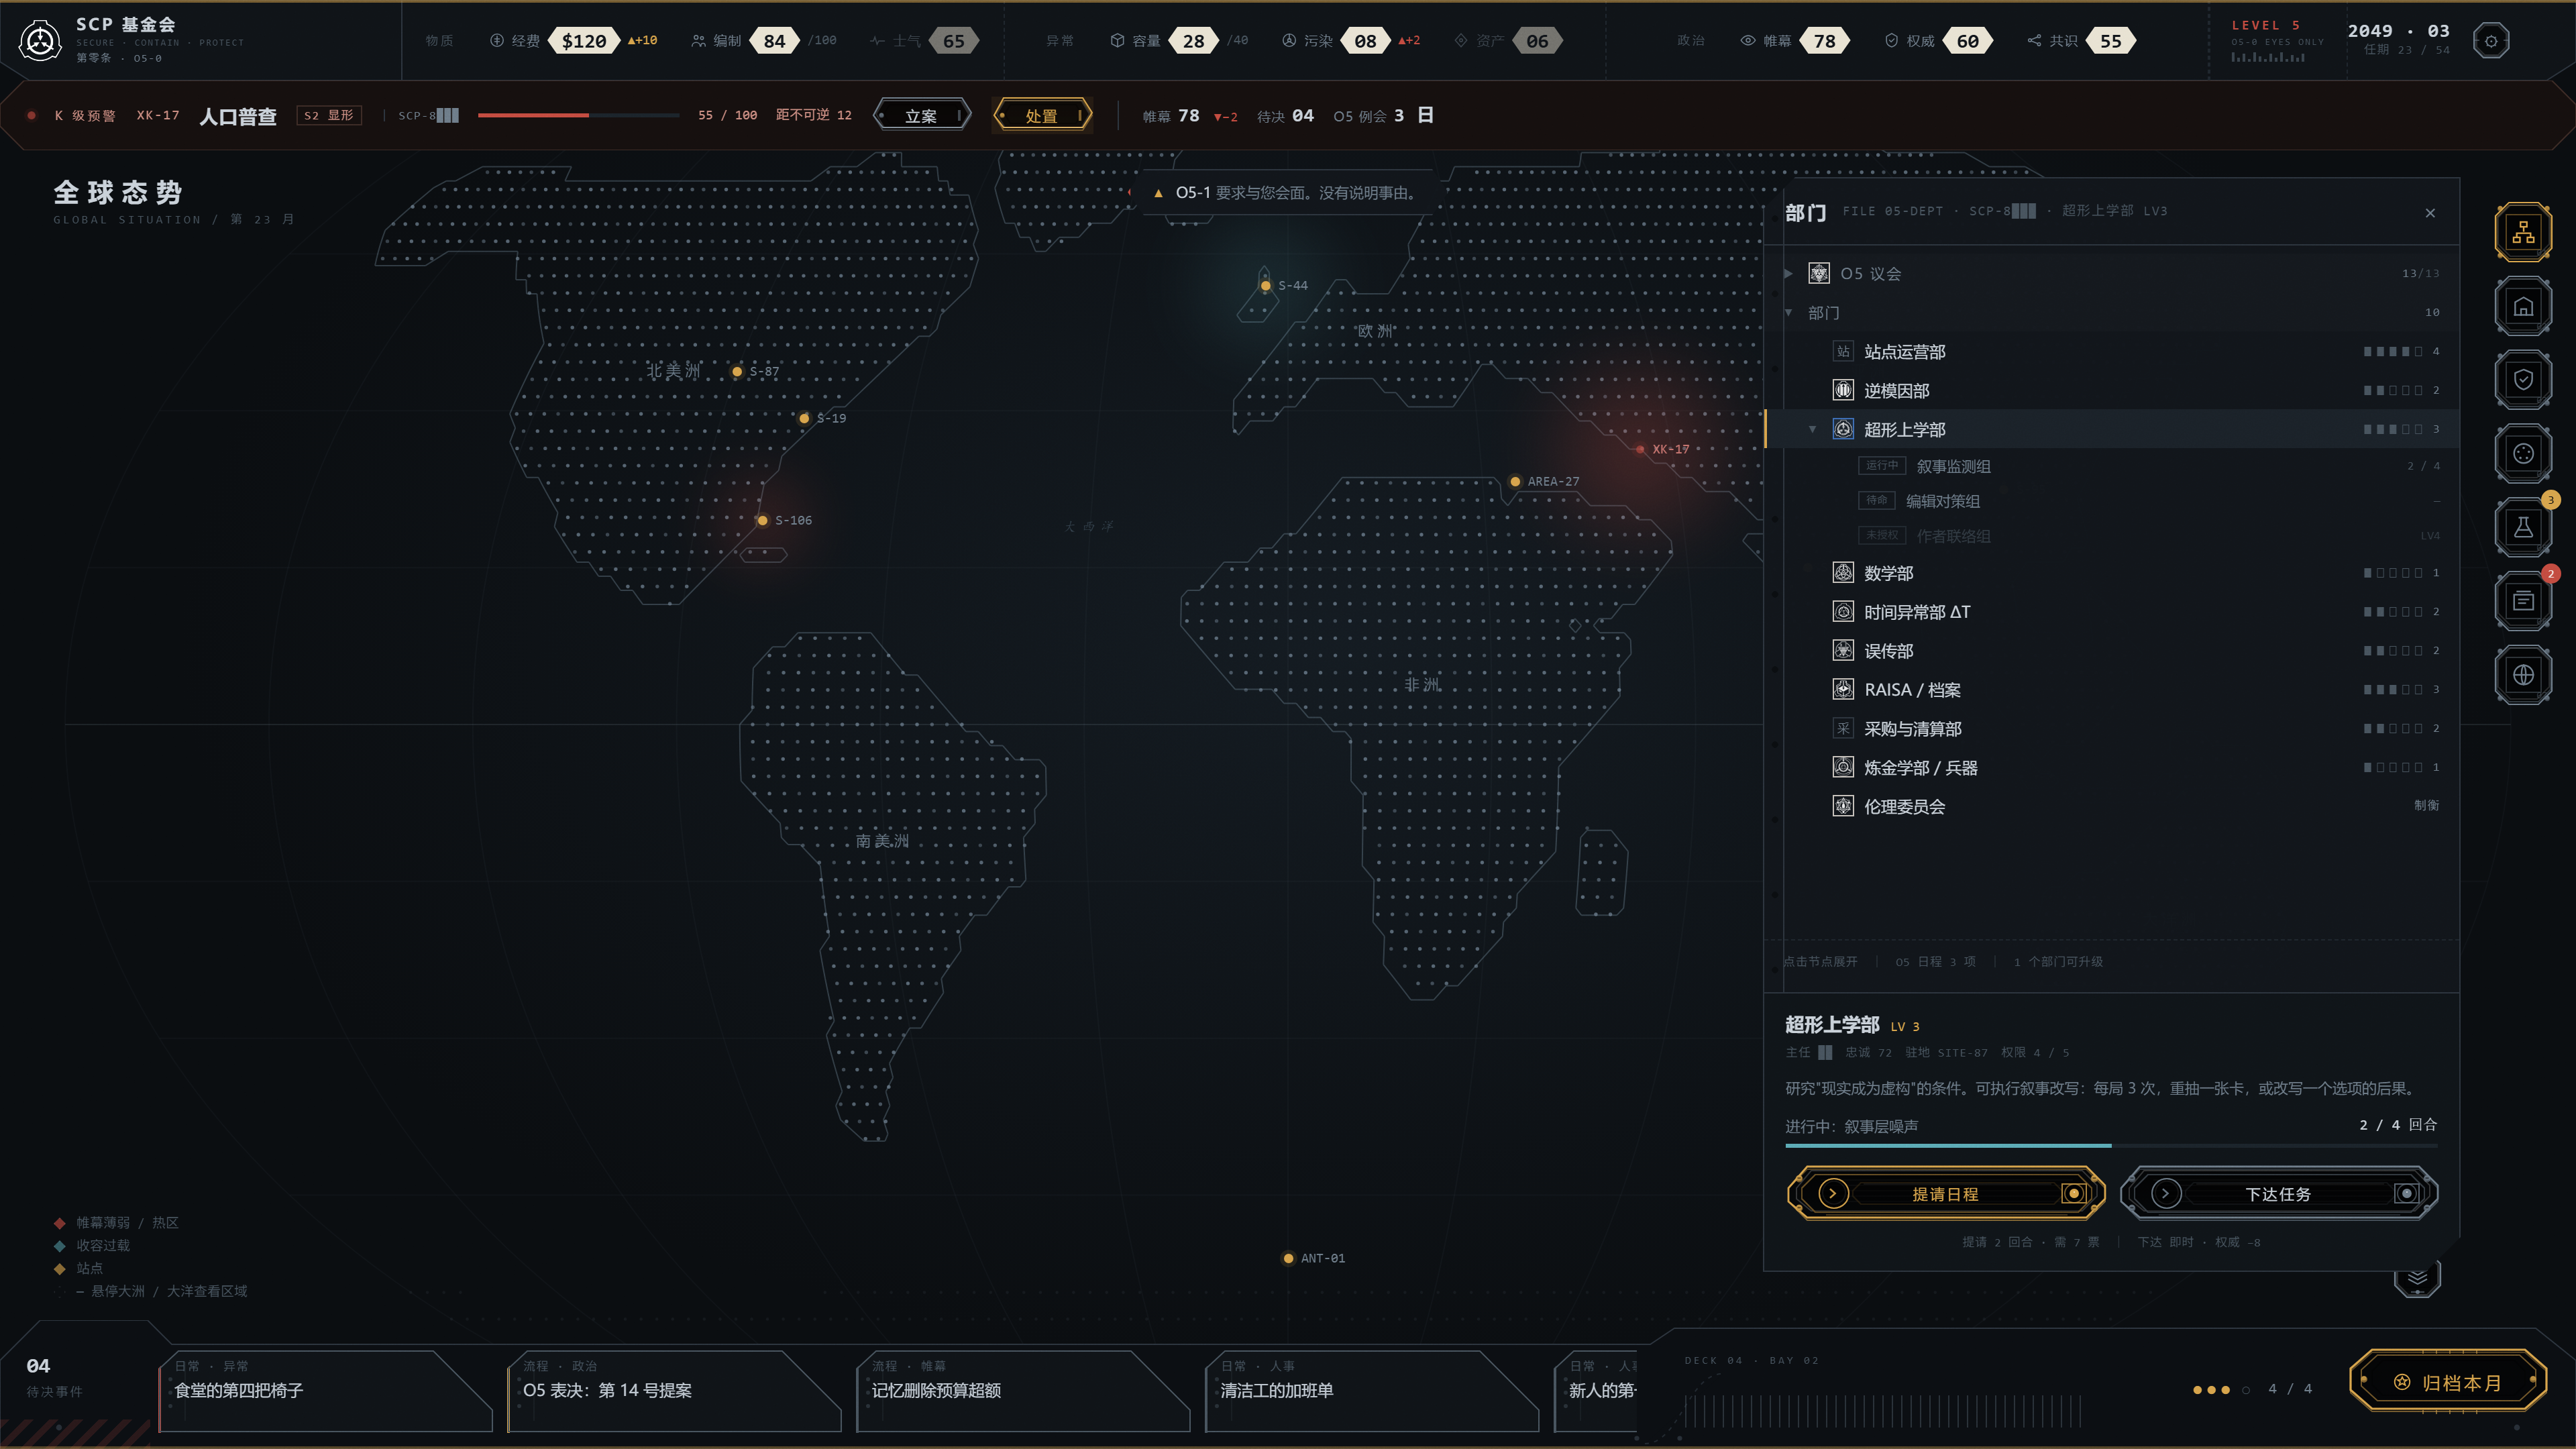 SCP 基金会
SECURE · CONTAIN · PROTECT
第零条 · O5-0
物质
经费 $120 ▲+10
编制 84 /100
士气 65
异常
容量 28 /40
污染 08 ▲+2
资产 06
政治
帷幕 78
权威 60
共识 55
LEVEL 5
O5-0 EYES ONLY
2049 · 03
任期 23 / 54
K 级预警 XK-17 人口普查 S2 显形 SCP-8███ 55 / 100 距不可逆 12 立案 处置 帷幕 78 ▼−2 待决 04 O5 例会 3 日
全球态势
GLOBAL SITUATION / 第 23 月
▲ O5-1 要求与您会面。没有说明事由。
S-44
欧洲
北美洲
S-87
S-19
XK-17
AREA-27
S-106
大西洋
非洲
南美洲
ANT-01
帷幕薄弱 / 热区
收容过载
站点
— 悬停大洲 / 大洋查看区域
部门 FILE 05-DEPT · SCP-8███ · 超形上学部 LV3 ×
O5 议会 13/13
部门 10
站 站点运营部 4
逆模因部 2
超形上学部 3
运行中 叙事监测组 2 / 4
待命 编辑对策组 —
未授权 作者联络组 LV4
数学部 1
时间异常部 ΔT 2
误传部 2
RAISA / 档案 3
采 采购与清算部 2
炼金学部 / 兵器 1
伦理委员会 制衡
点击节点展开 | O5 日程 3 项 | 1 个部门可升级
超形上学部 LV 3
主任 ██ 忠诚 72 驻地 SITE-87 权限 4 / 5
研究"现实成为虚构"的条件。可执行叙事改写：每局 3 次，重抽一张卡，或改写一个选项的后果。
进行中：叙事层噪声 2 / 4 回合
提请日程
下达任务
提请 2 回合 · 需 7 票 | 下达 即时 · 权威 −8
3
2
04
待决事件
日常 · 异常
食堂的第四把椅子
流程 · 政治
O5 表决：第 14 号提案
流程 · 帷幕
记忆删除预算超额
日常 · 人事
清洁工的加班单
日常 · 人
新人的第
DECK 04 · BAY 02
4 / 4
归档本月